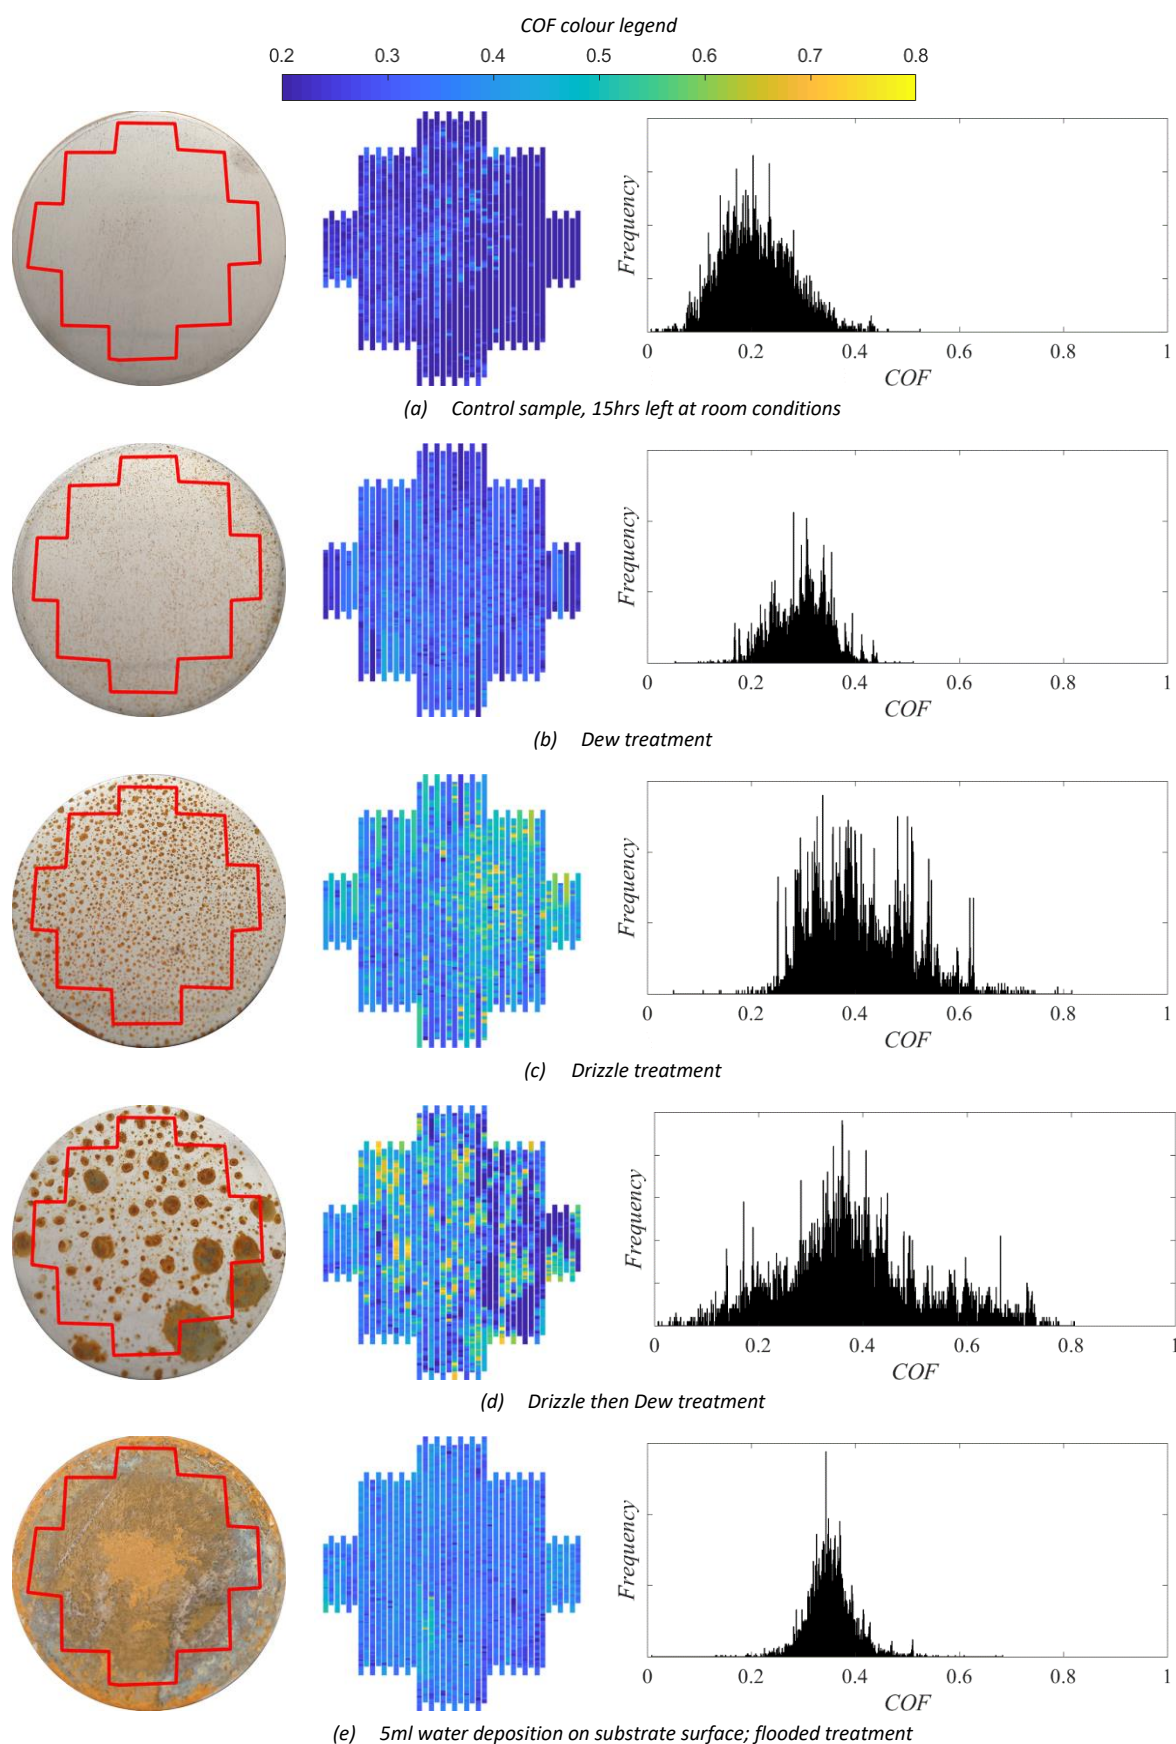 COF colour legend
0.2 0.3 0.4 0.5 0.6 0.7 0.8
Frequency
0 0.2 0.4 0.6 0.8 1
COF
(a) Control sample, 15hrs left at room conditions
Frequency
0 0.2 0.4 0.6 0.8 1
COF
(b) Dew treatment
Frequency
0 0.2 0.4 0.6 0.8 1
COF
(c) Drizzle treatment
Frequency
0 0.2 0.4 0.6 0.8 1
COF
(d) Drizzle then Dew treatment
Frequency
0 0.2 0.4 0.6 0.8 1
COF
(e) 5ml water deposition on substrate surface; flooded treatment